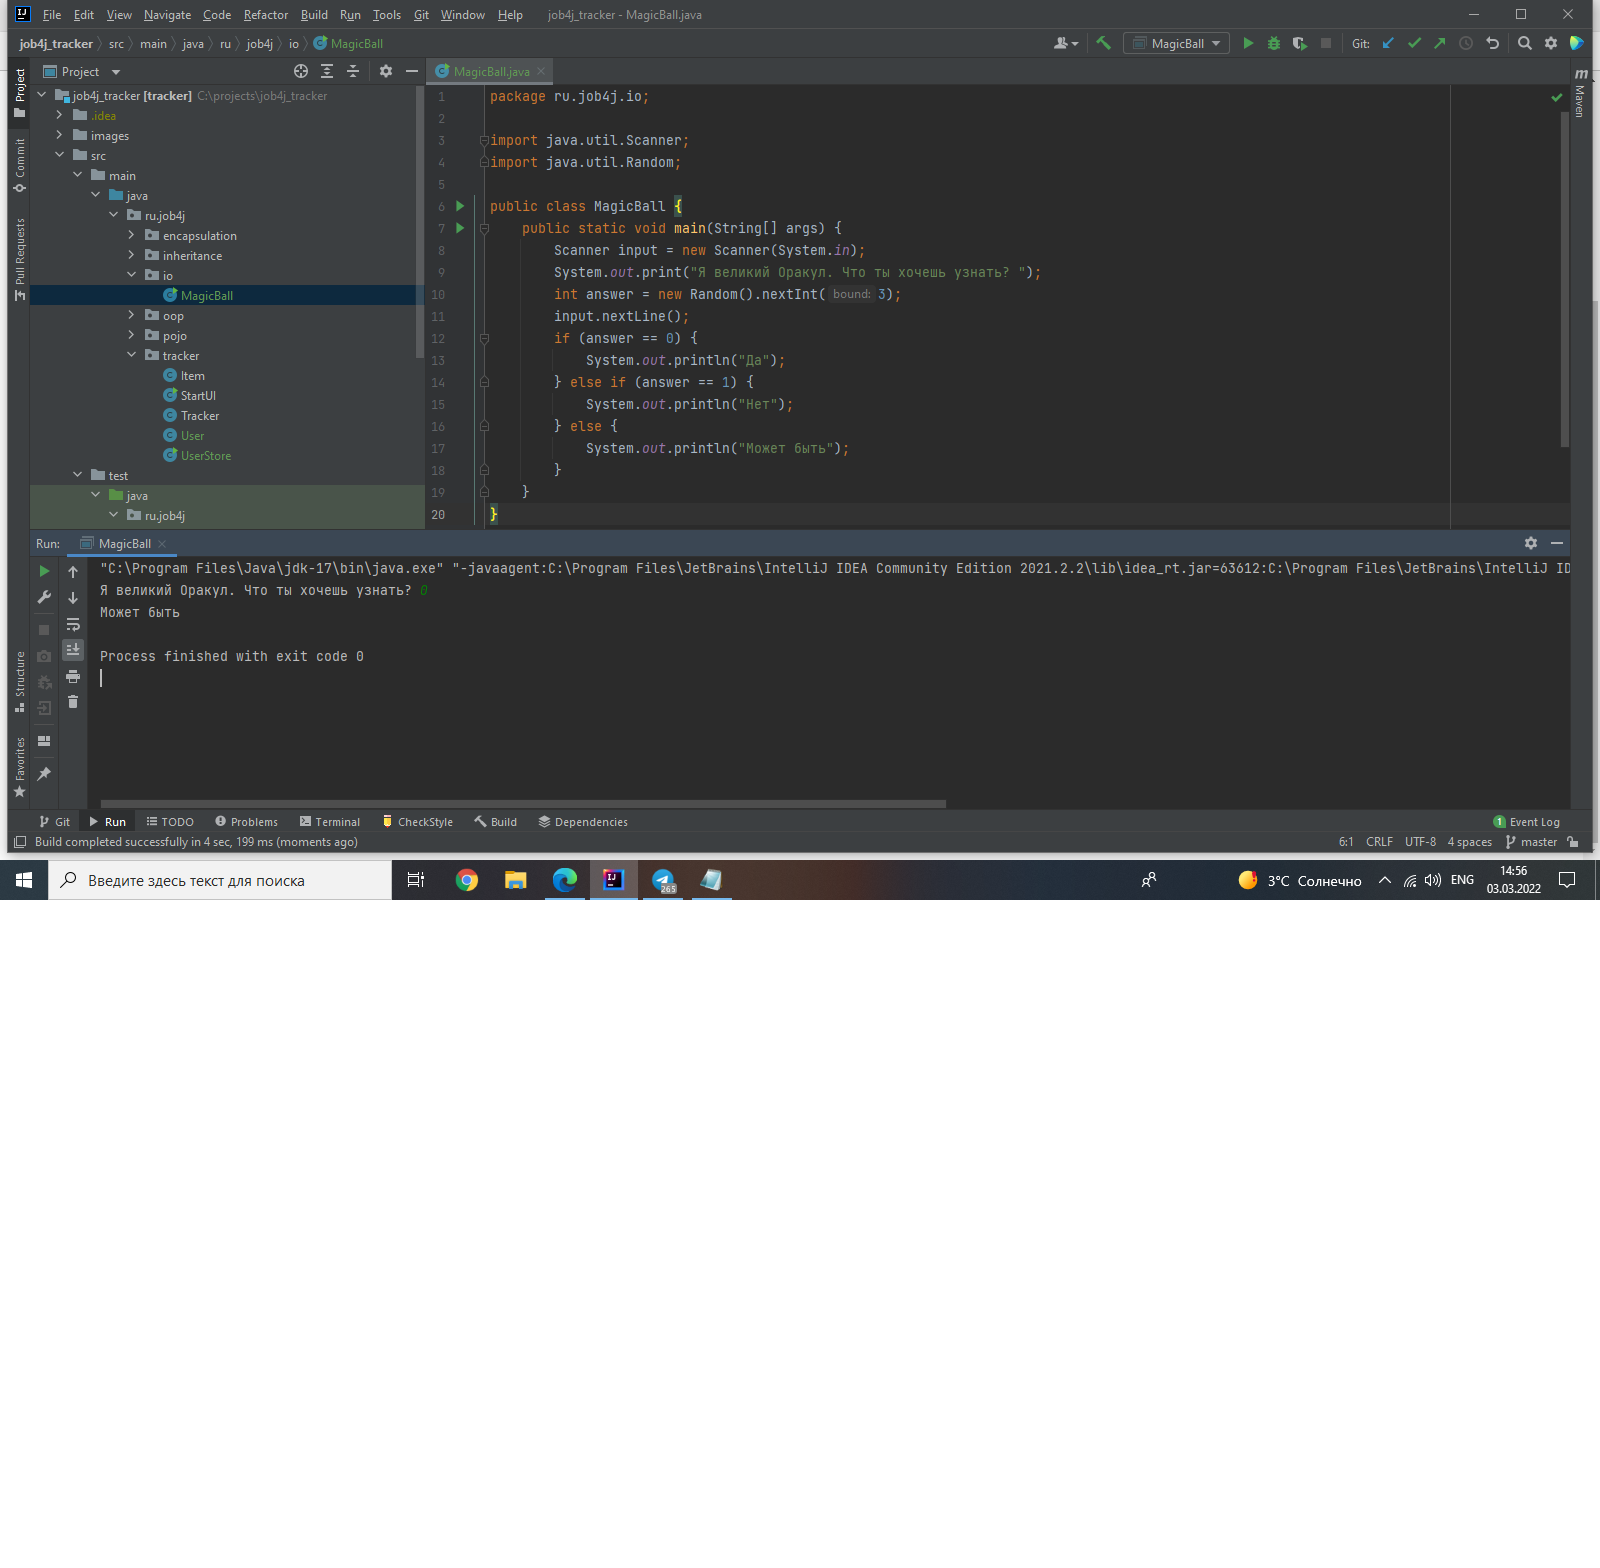 File Edit View Navigate Code Refactor Build Run Tools Git Window Help job4j_tracker - MagicBall.java
job4j_tracker src main java ru job4j io MagicBall
MagicBall
Git:
Project
MagicBall.java
job4j_tracker [tracker] C:\projects\job4j_tracker
.idea
images
src
main
java
ru.job4j
encapsulation
inheritance
io
MagicBall
oop
pojo
tracker
Item
StartUI
Tracker
User
UserStore
test
java
ru.job4j
Project
Commit
Pull Requests
Structure
Favorites
Maven
1 package ru.job4j.io;
2
3 import java.util.Scanner;
4 import java.util.Random;
5
6 public class MagicBall {
7 public static void main(String[] args) {
8 Scanner input = new Scanner(System.in);
9 System.out.print("Я великий Оракул. Что ты хочешь узнать? ");
10 int answer = new Random().nextInt( bound: 3);
11 input.nextLine();
12 if (answer == 0) {
13 System.out.println("Да");
14 } else if (answer == 1) {
15 System.out.println("Нет");
16 } else {
17 System.out.println("Может быть");
18 }
19 }
20 }
Run: MagicBall
"C:\Program Files\Java\jdk-17\bin\java.exe" "-javaagent:C:\Program Files\JetBrains\IntelliJ IDEA Community Edition 2021.2.2\lib\idea_rt.jar=63612:C:\Program Files\JetBrains\IntelliJ ID
Я великий Оракул. Что ты хочешь узнать? 0
Может быть
Process finished with exit code 0
Git Run TODO Problems Terminal CheckStyle Build Dependencies
1 Event Log
Build completed successfully in 4 sec, 199 ms (moments ago)
6:1 CRLF UTF-8 4 spaces master
Введите здесь текст для поиска
265
3°C Солнечно
ENG
14:56
03.03.2022